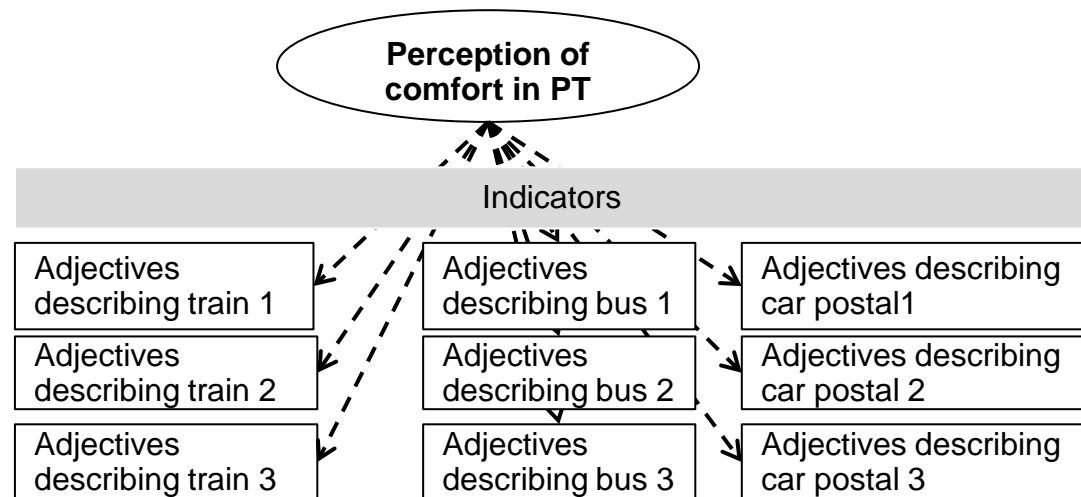 Perception of
comfort in PT
Indicators
Adjectives
describing train 1
Adjectives
describing bus 1
Adjectives describing
car postal1
Adjectives
describing train 2
Adjectives
describing bus 2
Adjectives describing
car postal 2
Adjectives
describing train 3
Adjectives
describing bus 3
Adjectives describing
car postal 3